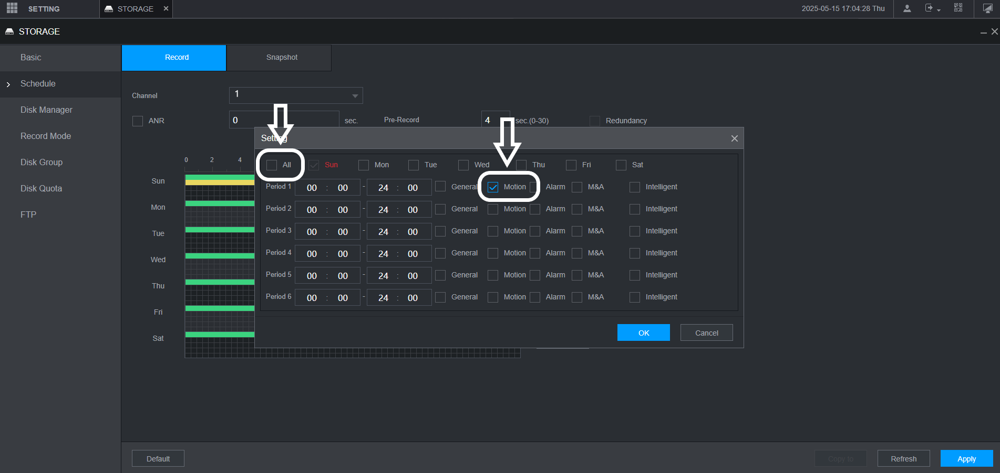 SETTING STORAGE × 2025-05-15 17:04:28 Thu
STORAGE
Basic Record Snapshot
Schedule
Channel 1
Disk Manager
ANR 0 sec. Pre-Record 4 sec.(0-30) Redundancy
Record Mode
Setting
Disk Group
0 2 4
All Sun Mon Tue Wed Thu Fri Sat
Sun
Disk Quota
Period 1 00 : 00 - 24 : 00 General Motion Alarm M&A Intelligent
Mon
Period 2 00 : 00 - 24 : 00 General Motion Alarm M&A Intelligent
FTP
Tue
Period 3 00 : 00 - 24 : 00 General Motion Alarm M&A Intelligent
Wed
Period 4 00 : 00 - 24 : 00 General Motion Alarm M&A Intelligent
Thu
Period 5 00 : 00 - 24 : 00 General Motion Alarm M&A Intelligent
Fri
Period 6 00 : 00 - 24 : 00 General Motion Alarm M&A Intelligent
Sat
OK Cancel
Default Copy to Refresh Apply